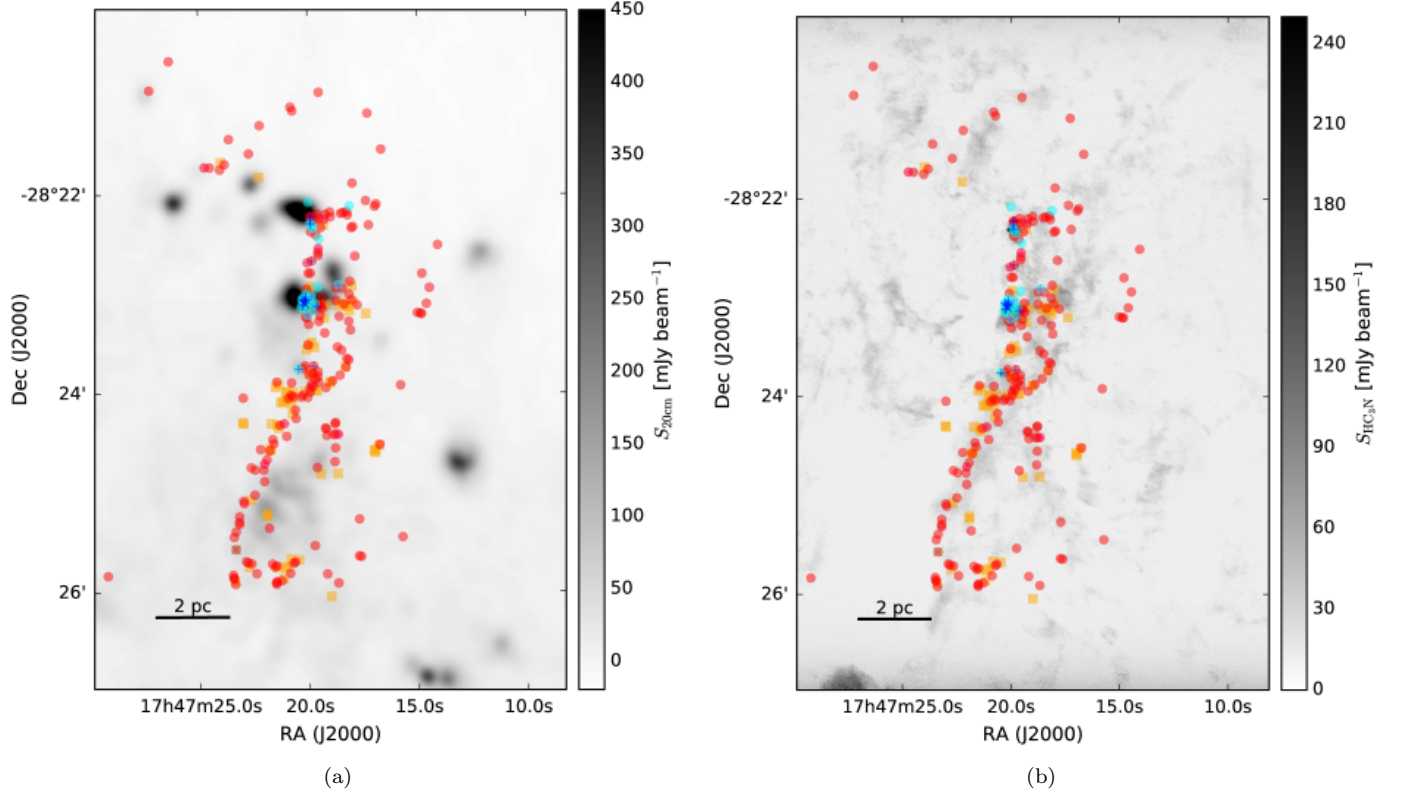 450
400
350
300
250
200
150
100
50
0
S₂₀cm [mJy beam⁻¹]
-28°22'
24'
26'
Dec (J2000)
2 pc
17h47m25.0s 20.0s 15.0s 10.0s
RA (J2000)
(a)
240
210
180
150
120
90
60
30
0
S_HC₃N [mJy beam⁻¹]
-28°22'
24'
26'
Dec (J2000)
2 pc
17h47m25.0s 20.0s 15.0s 10.0s
RA (J2000)
(b)